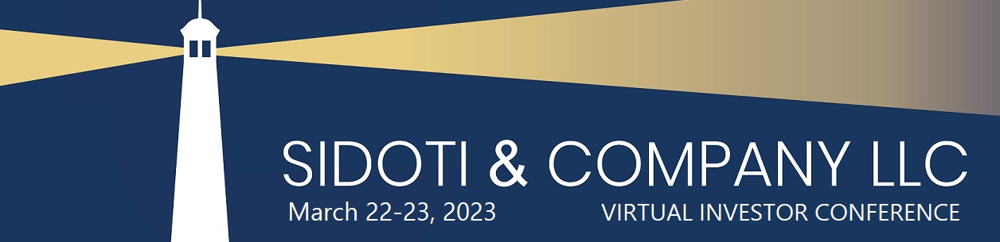 SIDOTI & COMPANY LLC
March 22-23, 2023 VIRTUAL INVESTOR CONFERENCE